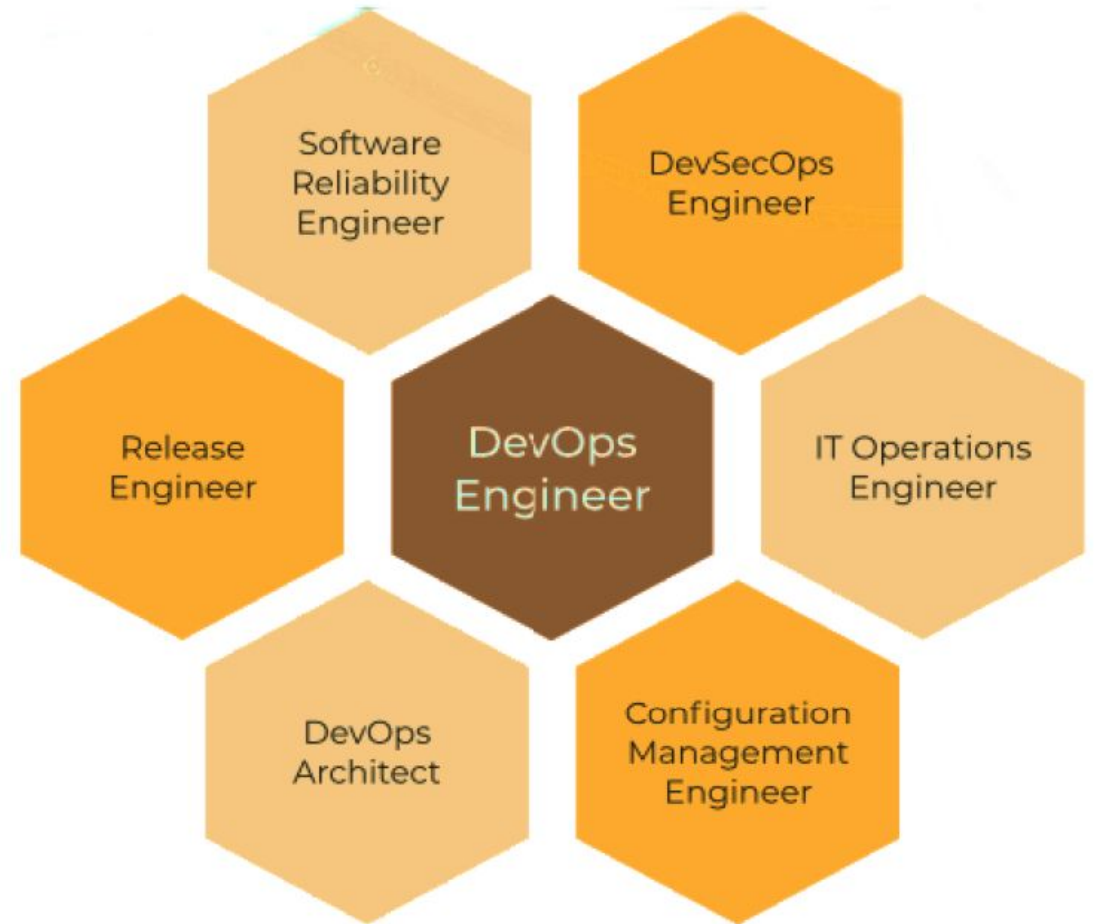 Software
Reliability
Engineer
DevSecOps
Engineer
Release
Engineer
DevOps
Engineer
IT Operations
Engineer
DevOps
Architect
Configuration
Management
Engineer